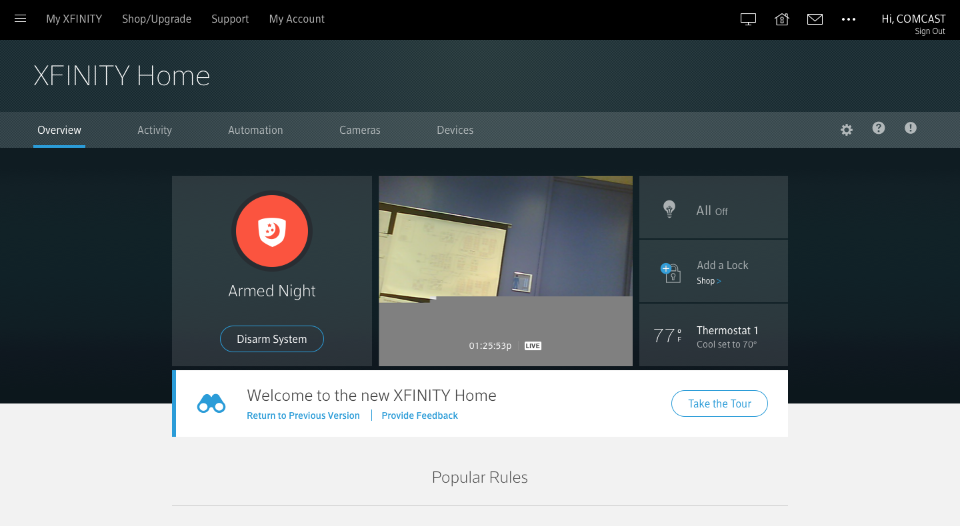 My XFINITY
Shop/Upgrade
Support
My Account
Hi, COMCAST
Sign Out
XFINITY Home
Overview
Activity
Automation
Cameras
Devices
Armed Night
Disarm System
01:25:53p LIVE
All Off
Add a Lock
Shop >
77°F
Thermostat 1
Cool set to 70°
Welcome to the new XFINITY Home
Return to Previous Version | Provide Feedback
Take the Tour
Popular Rules